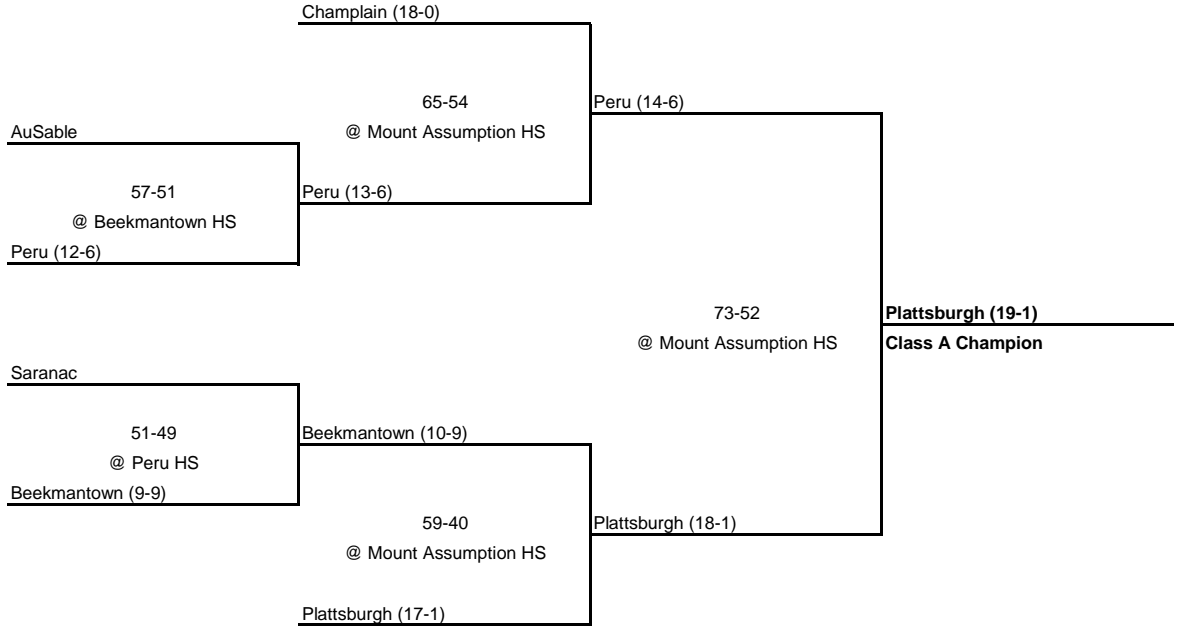 Champlain (18-0)
65-54
@ Mount Assumption HS
Peru (14-6)
AuSable
57-51
@ Beekmantown HS
Peru (13-6)
Peru (12-6)
73-52
@ Mount Assumption HS
Plattsburgh (19-1)
Class A Champion
Saranac
51-49
@ Peru HS
Beekmantown (10-9)
Beekmantown (9-9)
59-40
@ Mount Assumption HS
Plattsburgh (18-1)
Plattsburgh (17-1)